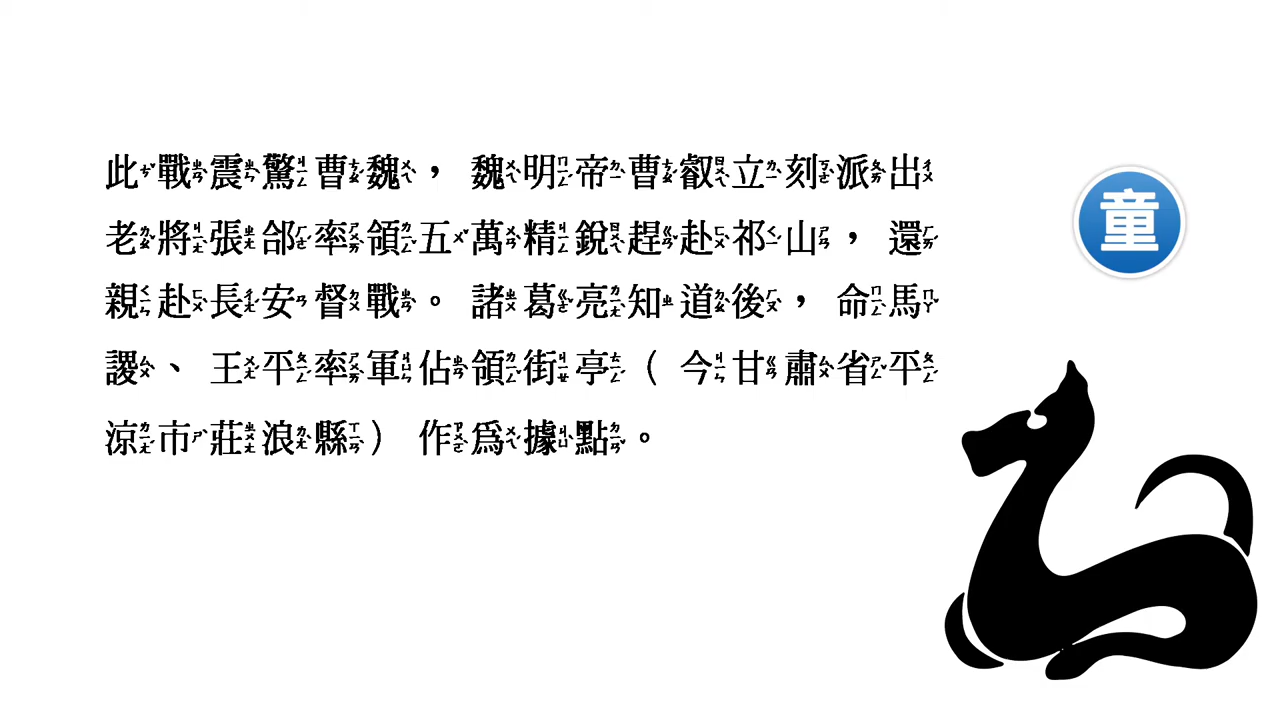 此戰震驚曹魏，魏明帝曹叡立刻派出
老將張郃率領五萬精銳趕赴祁山，還
親赴長安督戰。諸葛亮知道後，命馬
謖、王平率軍佔領街亭（今甘肅省平
涼市莊浪縣）作為據點。
童